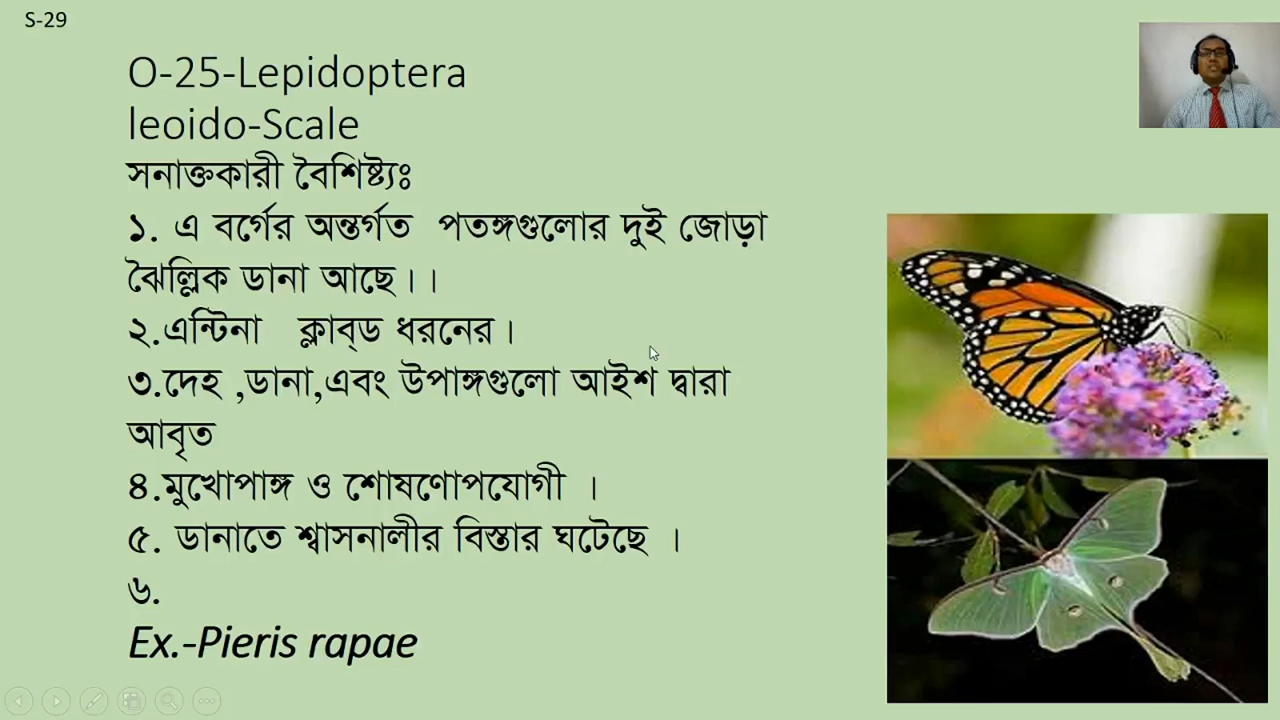 S-29
O-25-Lepidoptera
leoido-Scale
সনাক্তকারী বৈশিষ্ট্যঃ
১. এ বর্গের অন্তর্গত পতঙ্গগুলোর দুই জোড়া
ঝৈল্লিক ডানা আছে।।
২.এন্টিনা ক্লাব্ড ধরনের।
৩.দেহ ,ডানা,এবং উপাঙ্গগুলো আইশ দ্বারা
আবৃত
৪.মুখোপাঙ্গ ও শোষণোপযোগী ।
৫. ডানাতে শ্বাসনালীর বিস্তার ঘটেছে ।
৬.
Ex.-Pieris rapae